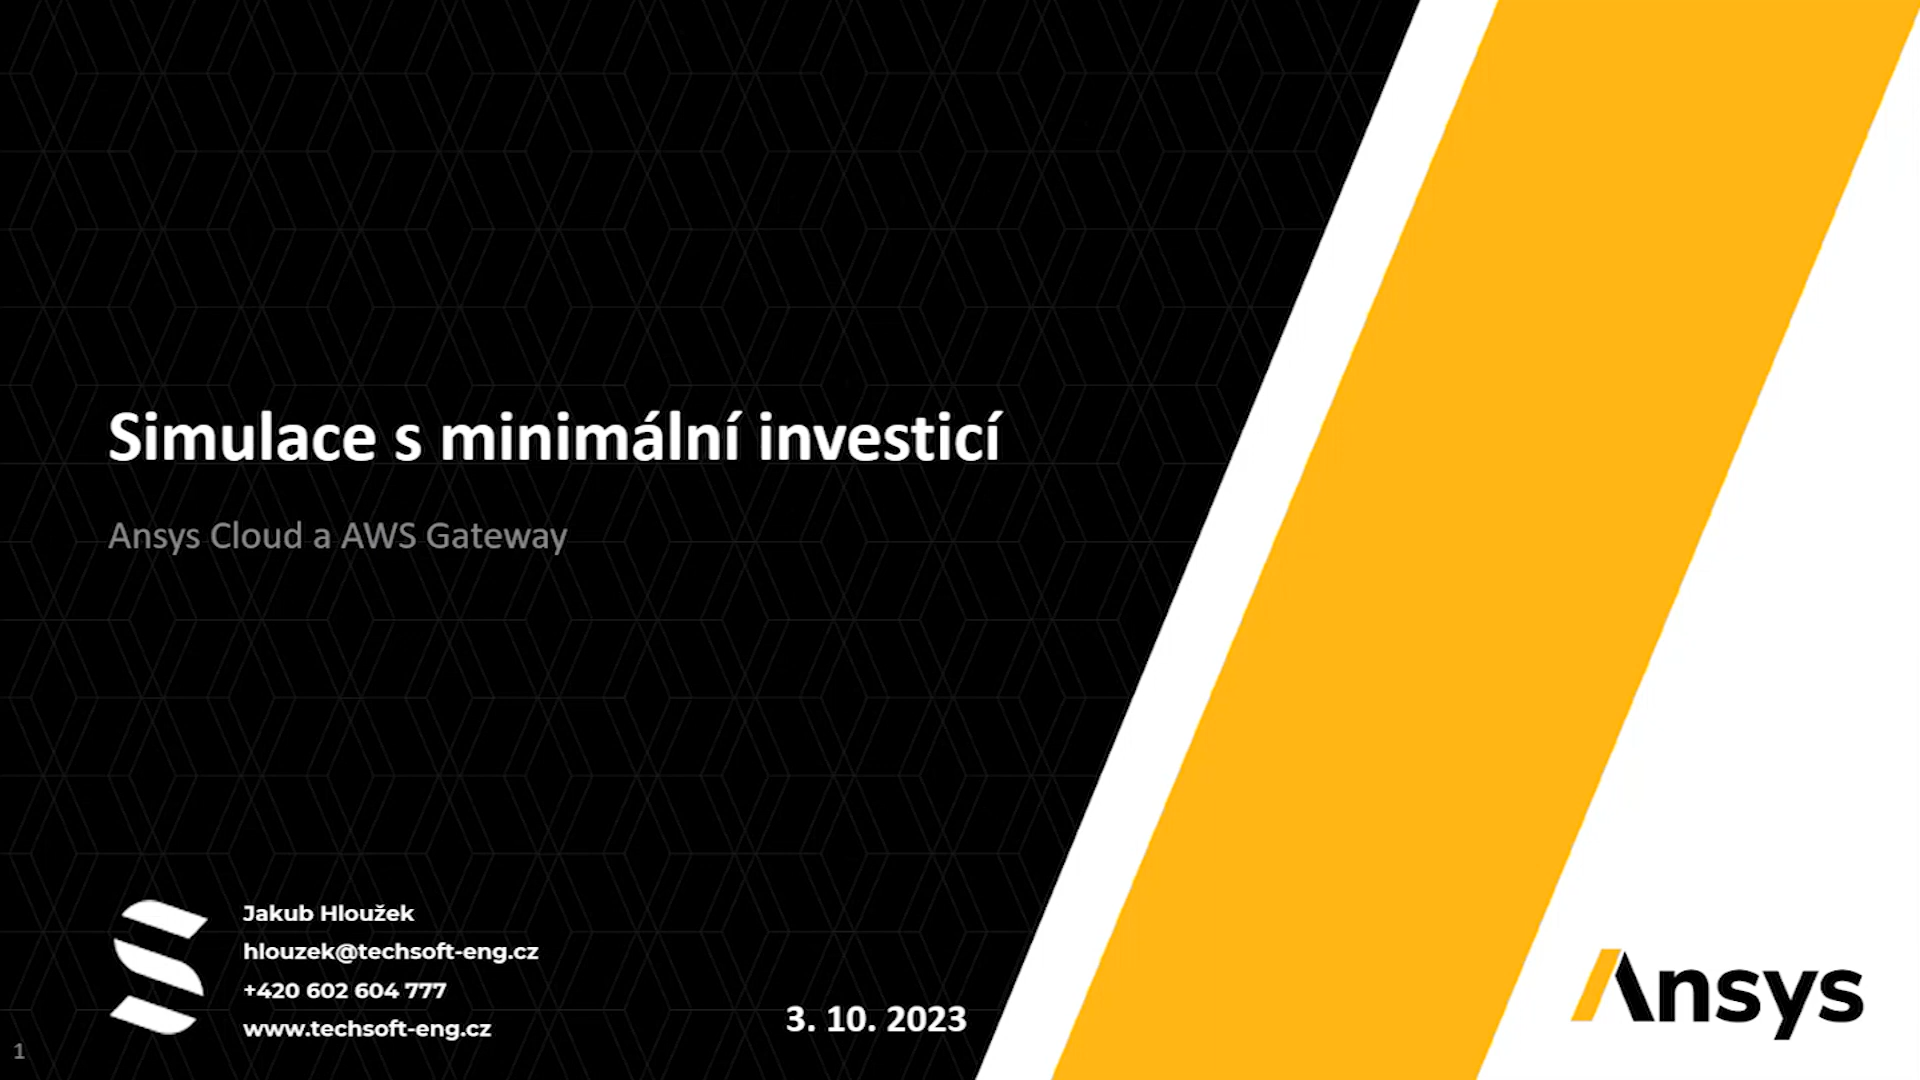 Simulace s minimální investicí
Ansys Cloud a AWS Gateway
Jakub Hloužek
hlouzek@techsoft-eng.cz
+420 602 604 777
www.techsoft-eng.cz
3. 10. 2023
Ansys
1